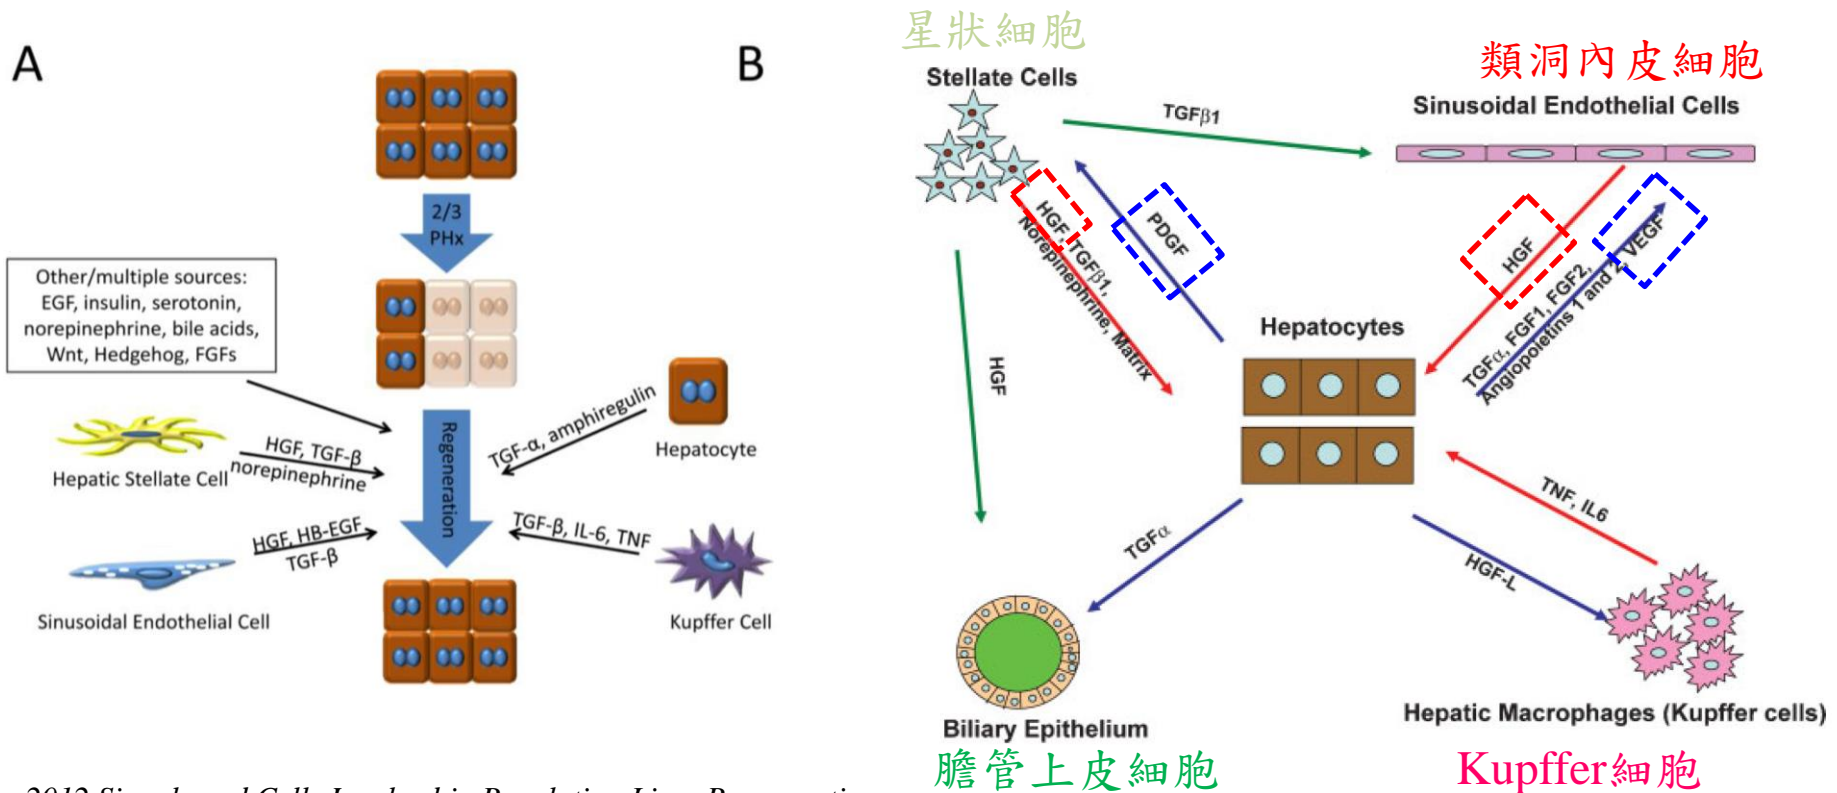 A
2/3
PHx
Other/multiple sources:
EGF, insulin, serotonin,
norepinephrine, bile acids,
Wnt, Hedgehog, FGFs
Regeneration
HGF, TGF-β
norepinephrine
Hepatic Stellate Cell
TGF-α, amphiregulin
Hepatocyte
HGF, HB-EGF
TGF-β
Sinusoidal Endothelial Cell
TGF-β, IL-6, TNF
Kupffer Cell
B
星狀細胞
Stellate Cells
類洞內皮細胞
Sinusoidal Endothelial Cells
TGFβ1
HGF, TGFβ1,
Norepinephrine, Matrix
PDGF
HGF
TGFα, FGF1, FGF2,
Angiopoietins 1 and 2, VEGF
HGF
Hepatocytes
TGFα
TNF, IL6
HGF-L
Biliary Epithelium
膽管上皮細胞
Hepatic Macrophages (Kupffer cells)
Kupffer細胞